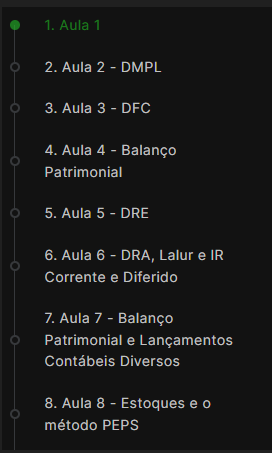 1. Aula 1
2. Aula 2 - DMPL
3. Aula 3 - DFC
4. Aula 4 - Balanço
Patrimonial
5. Aula 5 - DRE
6. Aula 6 - DRA, Lalur e IR
Corrente e Diferido
7. Aula 7 - Balanço
Patrimonial e Lançamentos
Contábeis Diversos
8. Aula 8 - Estoques e o
método PEPS